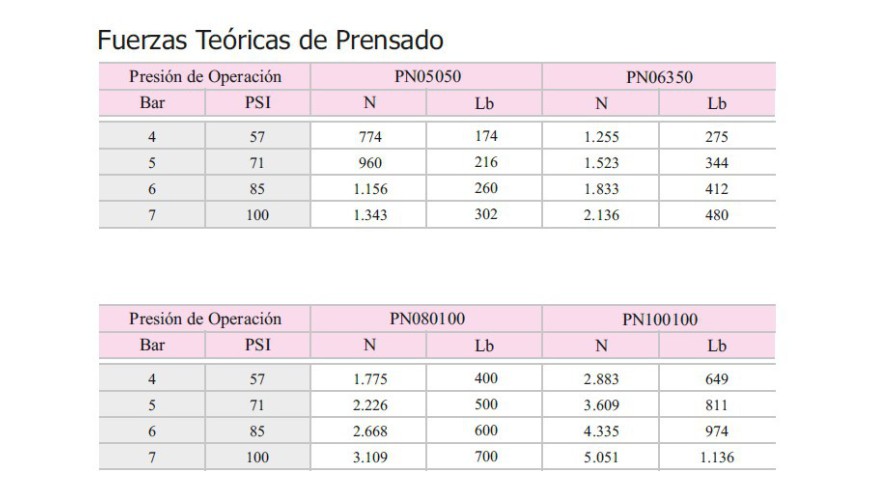 Fuerzas Teóricas de Prensado
Presión de Operación PN05050 PN06350
Bar PSI N Lb N Lb
4 57 774 174 1.255 275
5 71 960 216 1.523 344
6 85 1.156 260 1.833 412
7 100 1.343 302 2.136 480
Presión de Operación PN080100 PN100100
Bar PSI N Lb N Lb
4 57 1.775 400 2.883 649
5 71 2.226 500 3.609 811
6 85 2.668 600 4.335 974
7 100 3.109 700 5.051 1.136